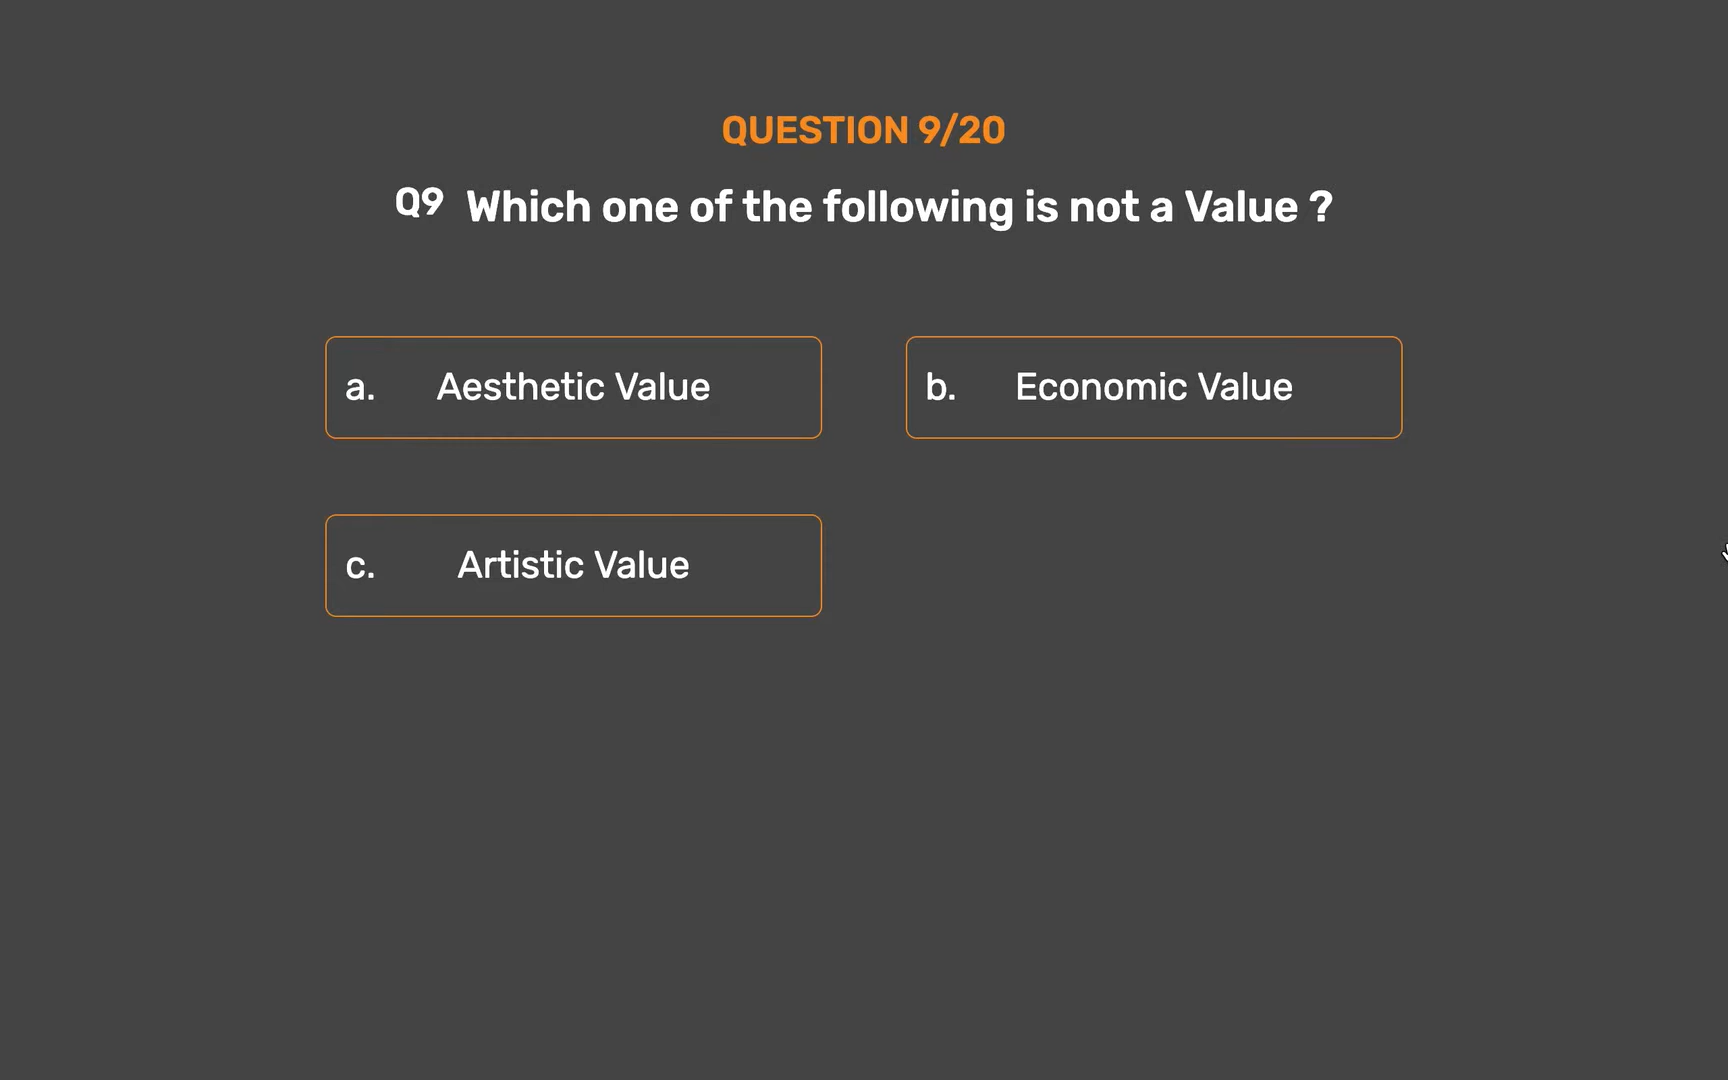 QUESTION 9/20
Q9 Which one of the following is not a Value ?
a. Aesthetic Value
b. Economic Value
c. Artistic Value